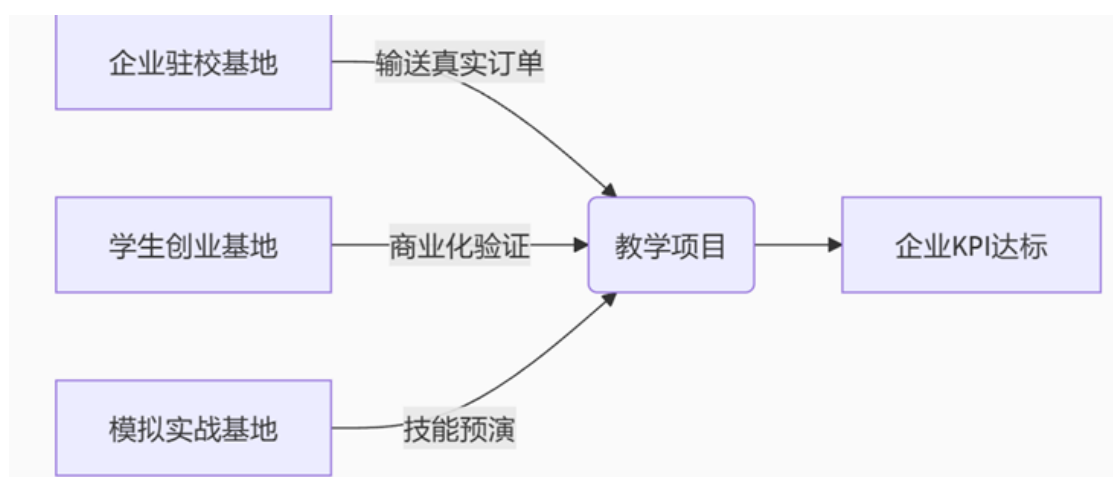 企业驻校基地
输送真实订单
学生创业基地
商业化验证
教学项目
企业KPI达标
模拟实战基地
技能预演